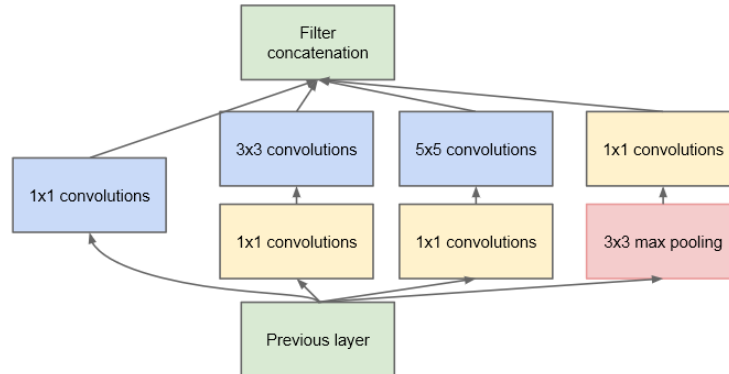 Filter
concatenation
3x3 convolutions
5x5 convolutions
1x1 convolutions
1x1 convolutions
1x1 convolutions
1x1 convolutions
3x3 max pooling
Previous layer